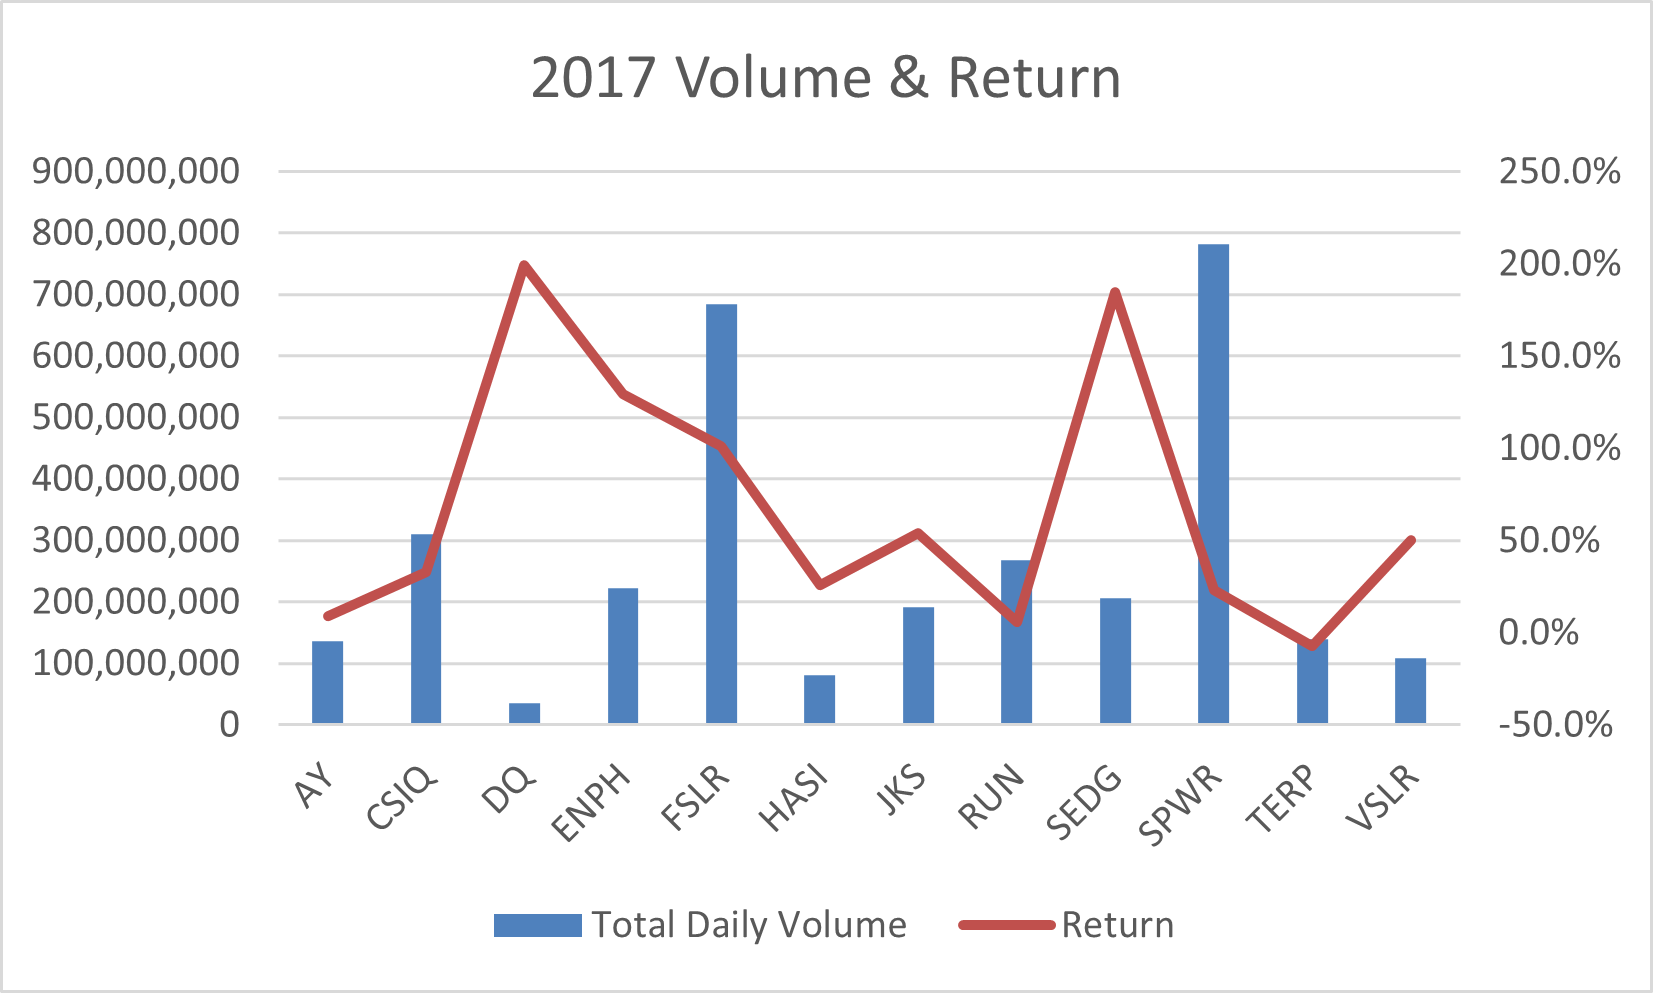 2017 Volume & Return
900,000,000
800,000,000
700,000,000
600,000,000
500,000,000
400,000,000
300,000,000
200,000,000
100,000,000
0
250.0%
200.0%
150.0%
100.0%
50.0%
0.0%
-50.0%
AY
CSIQ
DQ
ENPH
FSLR
HASI
JKS
RUN
SEDG
SPWR
TERP
VSLR
Total Daily Volume
Return